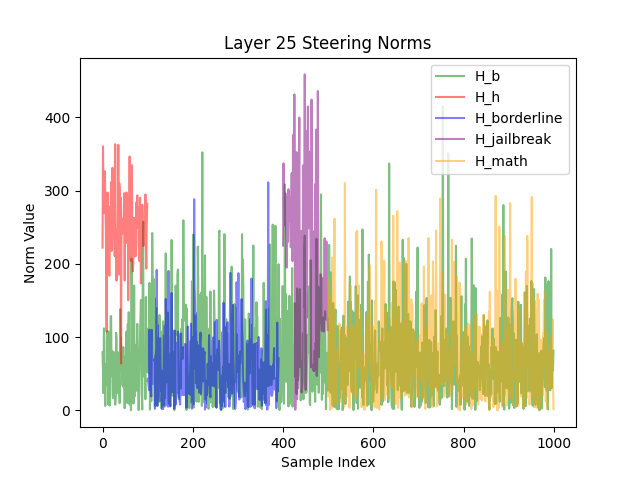 Layer 25 Steering Norms
H_b
H_h
H_borderline
H_jailbreak
H_math
Norm Value
400
300
200
100
0
0
200
400
600
800
1000
Sample Index